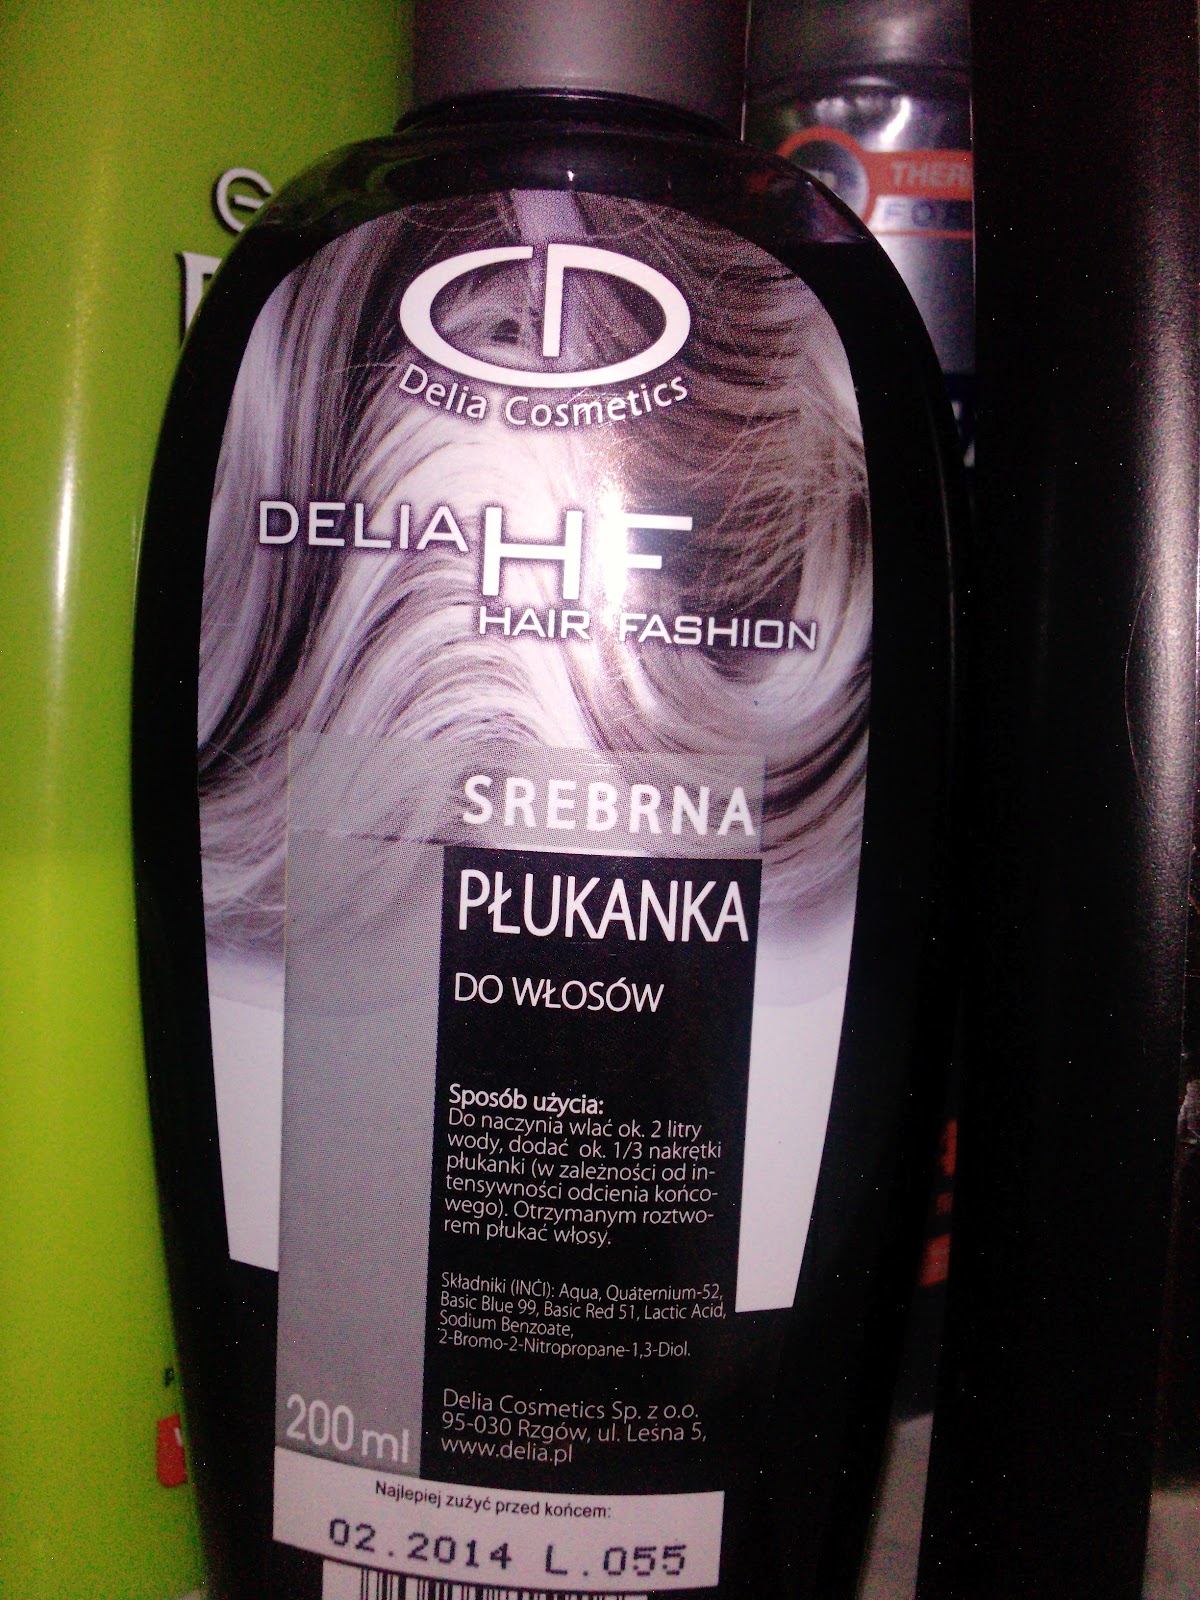 Delia Cosmetics
DELIA HF
HAIR FASHION
SREBRNA
PŁUKANKA
DO WŁOSÓW
Sposób użycia:
Do naczynia wlać ok. 2 litry
wody, dodać ok. 1/3 nakrętki
płukanki (w zależności od in-
tensywności odcienia końco-
wego). Otrzymanym roztwo-
rem płukać włosy.
Składniki (INCI): Aqua, Quaternium-52,
Basic Blue 99, Basic Red 51, Lactic Acid,
Sodium Benzoate,
2-Bromo-2-Nitropropane-1,3-Diol.
200 ml
Delia Cosmetics Sp. z o.o.
95-030 Rzgów, ul. Leśna 5,
www.delia.pl
Najlepiej zużyć przed końcem:
02.2014 L.055